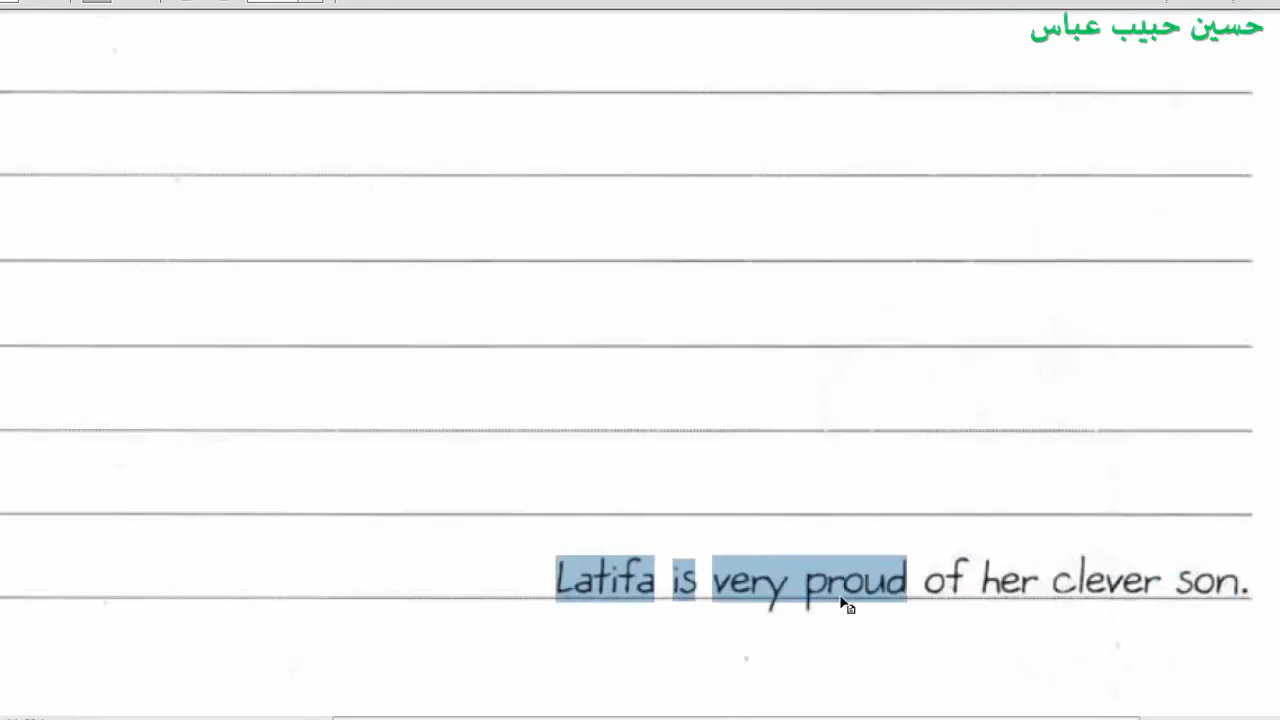 حسين حبيب عباس
Latifa is very proud of her clever son.